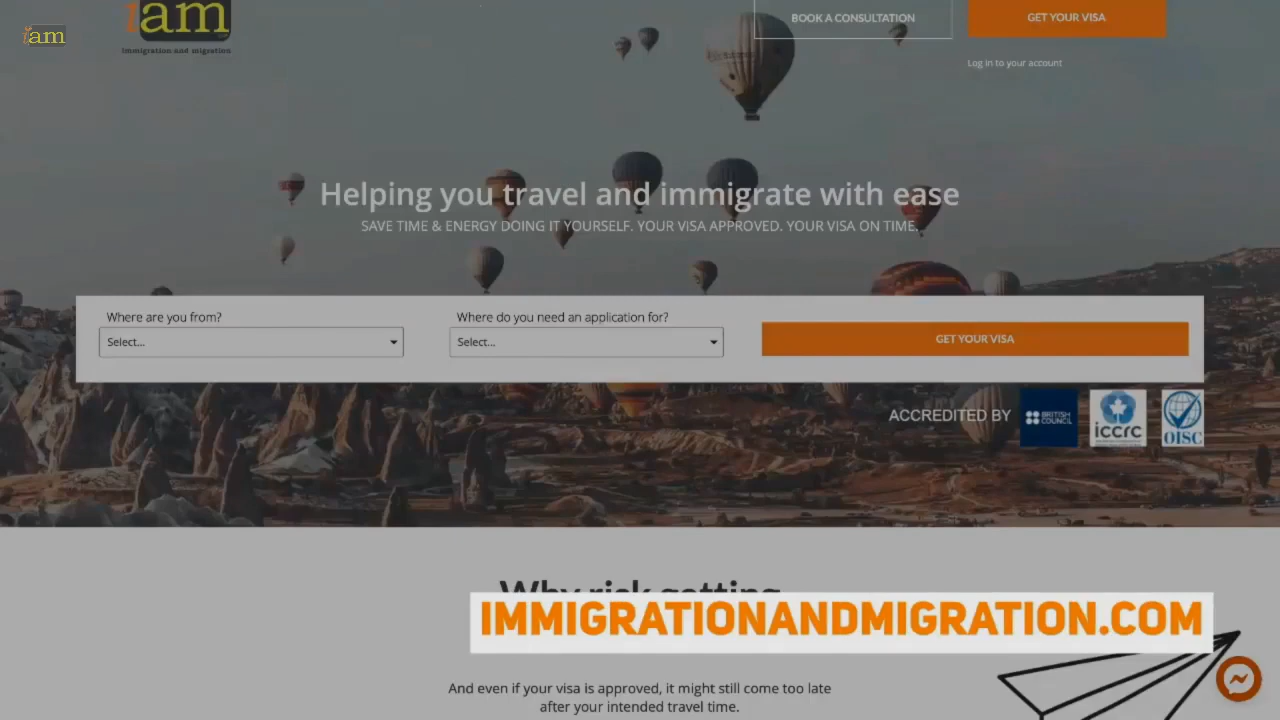 iam
iam
immigration and migration
BOOK A CONSULTATION
GET YOUR VISA
Log in to your account
Helping you travel and immigrate with ease
SAVE TIME & ENERGY DOING IT YOURSELF. YOUR VISA APPROVED. YOUR VISA ON TIME.
Where are you from?
Where do you need an application for?
Select...
Select...
GET YOUR VISA
ACCREDITED BY
BRITISH COUNCIL
iccrc
OISC
Why risk getting
IMMIGRATIONANDMIGRATION.COM
And even if your visa is approved, it might still come too late
after your intended travel time.